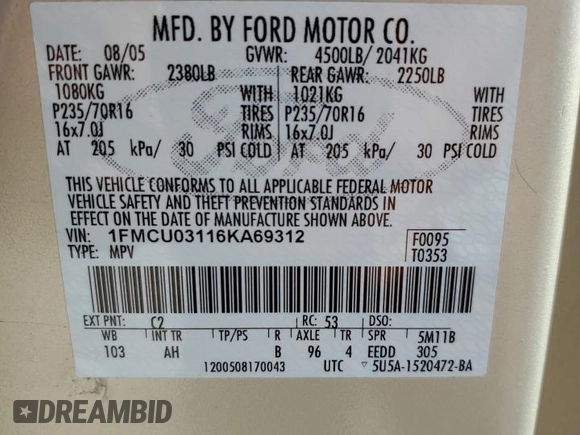 MFD. BY FORD MOTOR CO.
DATE: 08/05 GVWR: 4500LB/ 2041KG
FRONT GAWR: 2380LB REAR GAWR: 2250LB
1080KG WITH 1021KG WITH
P235/70R16 TIRES P235/70R16 TIRES
16x7.0J RIMS 16x7.0J RIMS
AT 205 kPa/ 30 PSI COLD AT 205 kPa/ 30 PSI COLD
Ford
THIS VEHICLE CONFORMS TO ALL APPLICABLE FEDERAL MOTOR
VEHICLE SAFETY AND THEFT PREVENTION STANDARDS IN
EFFECT ON THE DATE OF MANUFACTURE SHOWN ABOVE.
VIN: 1FMCU03116KA69312 F0095
TYPE: MPV T0353
EXT PNT: C2 RC: 53 DSO:
WB INT TR TP/PS R AXLE TR SPR 5M11B
103 AH B 96 4 EEDD 305
1200508170043 UTC 5U5A-1520472-BA
DREAMBID